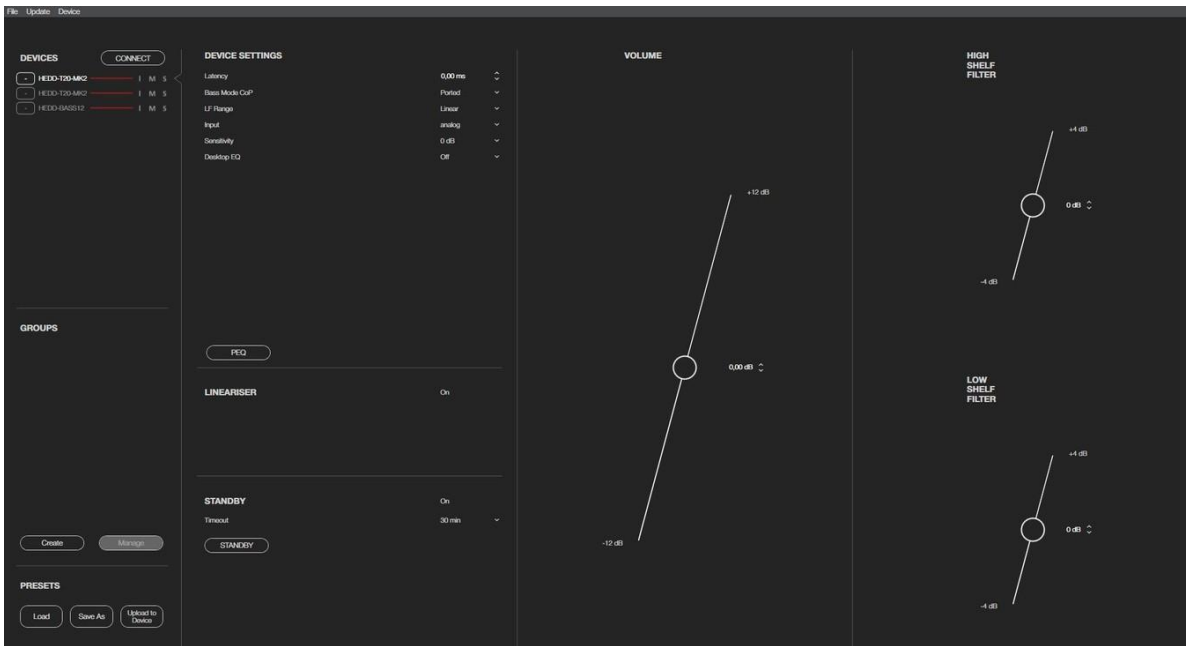 File Update Device
DEVICES CONNECT
- HEDD-T20-MK2 I M S
- HEDD-T20-MK2 I M S
- HEDD-BASS12 I M S
GROUPS
Create Manage
PRESETS
Load Save As Upload to Device
DEVICE SETTINGS
Latency 0,00 ms
Bass Mode CoP Ported
LF Range Linear
Input analog
Sensitivity 0 dB
Desktop EQ Off
PEQ
LINEARISER On
STANDBY On
Timeout 30 min
STANDBY
VOLUME
+12 dB
0,00 dB
-12 dB
HIGH
SHELF
FILTER
+4 dB
0 dB
-4 dB
LOW
SHELF
FILTER
+4 dB
0 dB
-4 dB